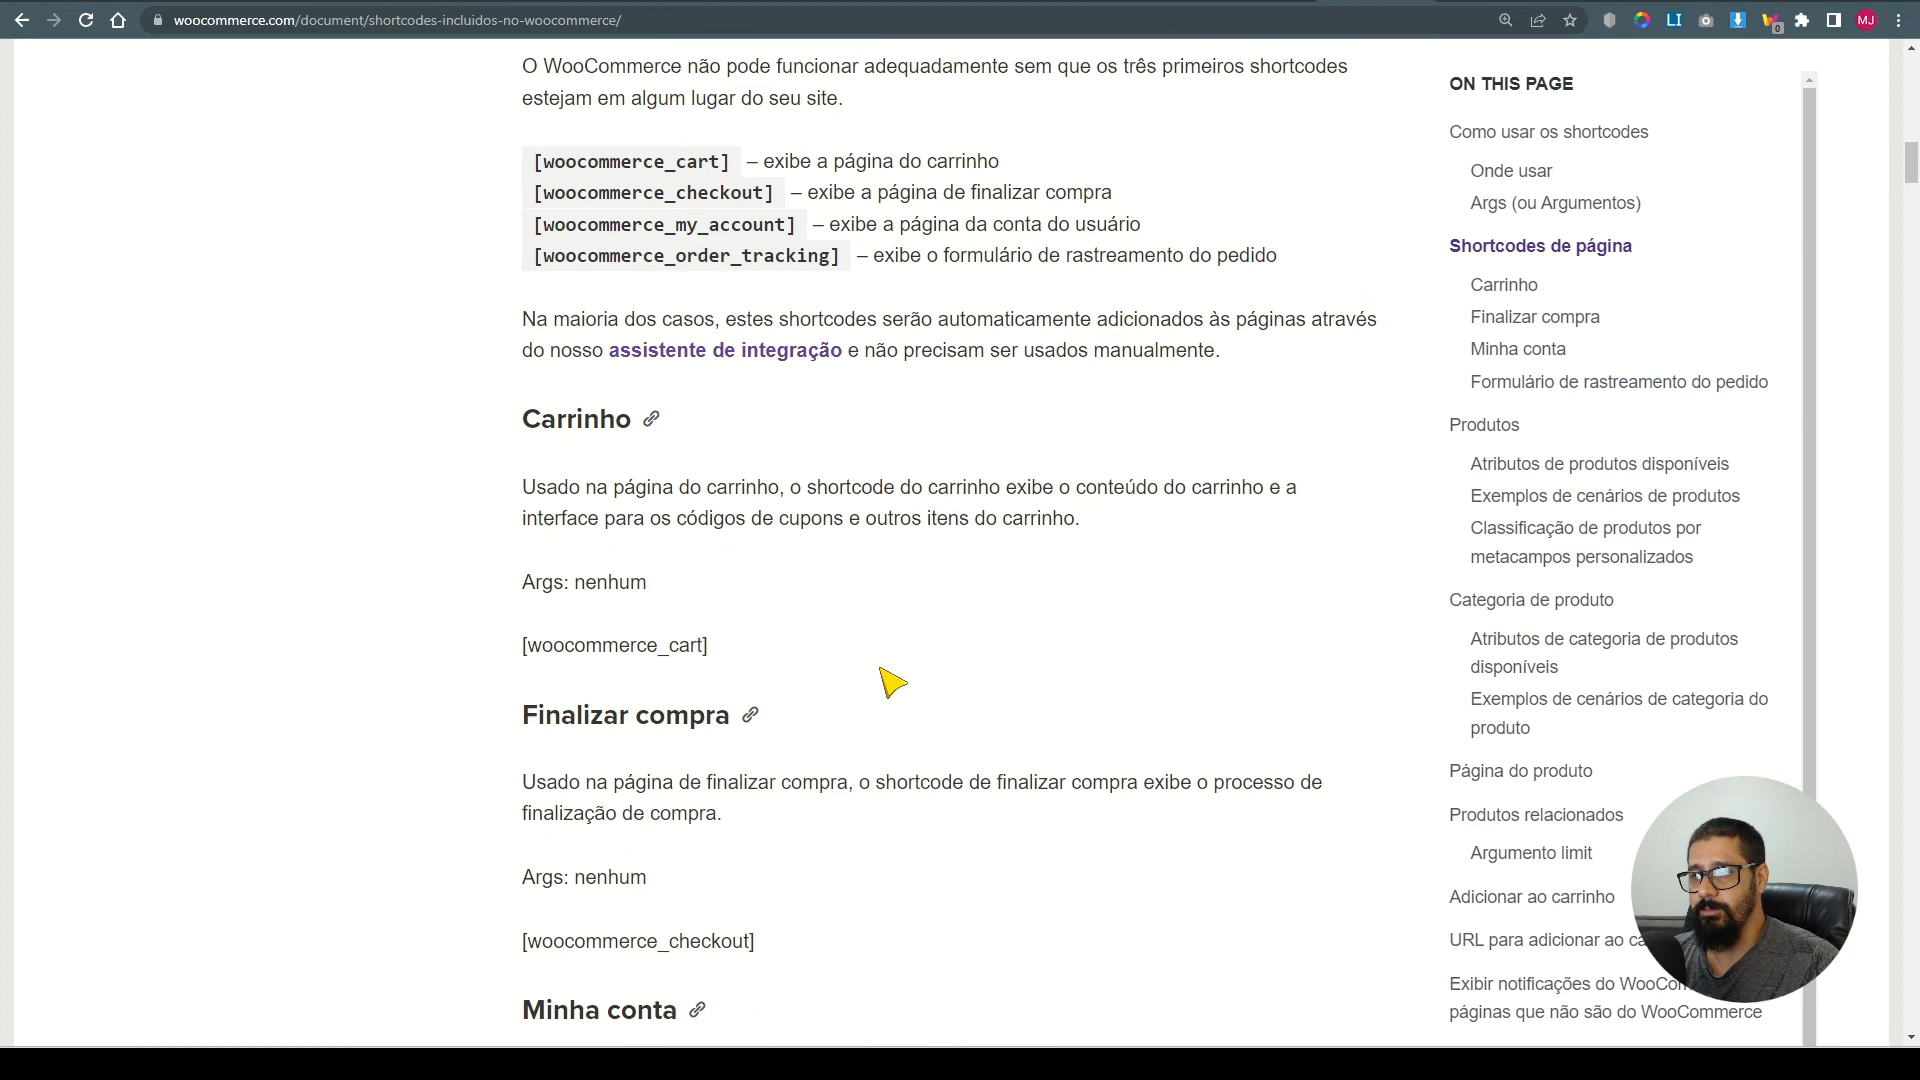 woocommerce.com/document/shortcodes-incluidos-no-woocommerce/
LI
0
MJ
O WooCommerce não pode funcionar adequadamente sem que os três primeiros shortcodes
estejam em algum lugar do seu site.
[woocommerce_cart] – exibe a página do carrinho
[woocommerce_checkout] – exibe a página de finalizar compra
[woocommerce_my_account] – exibe a página da conta do usuário
[woocommerce_order_tracking] – exibe o formulário de rastreamento do pedido
Na maioria dos casos, estes shortcodes serão automaticamente adicionados às páginas através
do nosso assistente de integração e não precisam ser usados manualmente.
Carrinho
Usado na página do carrinho, o shortcode do carrinho exibe o conteúdo do carrinho e a
interface para os códigos de cupons e outros itens do carrinho.
Args: nenhum
[woocommerce_cart]
Finalizar compra
Usado na página de finalizar compra, o shortcode de finalizar compra exibe o processo de
finalização de compra.
Args: nenhum
[woocommerce_checkout]
Minha conta
ON THIS PAGE
Como usar os shortcodes
Onde usar
Args (ou Argumentos)
Shortcodes de página
Carrinho
Finalizar compra
Minha conta
Formulário de rastreamento do pedido
Produtos
Atributos de produtos disponíveis
Exemplos de cenários de produtos
Classificação de produtos por
metacampos personalizados
Categoria de produto
Atributos de categoria de produtos
disponíveis
Exemplos de cenários de categoria do
produto
Página do produto
Produtos relacionados
Argumento limit
Adicionar ao carrinho
URL para adicionar ao
Exibir notificações do
páginas que não são do WooCommerce